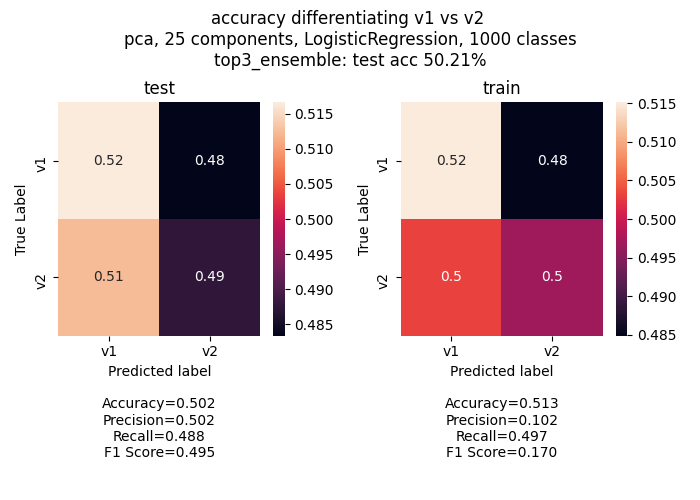 accuracy differentiating v1 vs v2
pca, 25 components, LogisticRegression, 1000 classes
top3_ensemble: test acc 50.21%
test
v1
v2
True Label
0.52
0.48
0.51
0.49
v1
v2
Predicted label
0.515
0.510
0.505
0.500
0.495
0.490
0.485
Accuracy=0.502
Precision=0.502
Recall=0.488
F1 Score=0.495
train
v1
v2
True Label
0.52
0.48
0.5
0.5
v1
v2
Predicted label
0.515
0.510
0.505
0.500
0.495
0.490
0.485
Accuracy=0.513
Precision=0.102
Recall=0.497
F1 Score=0.170